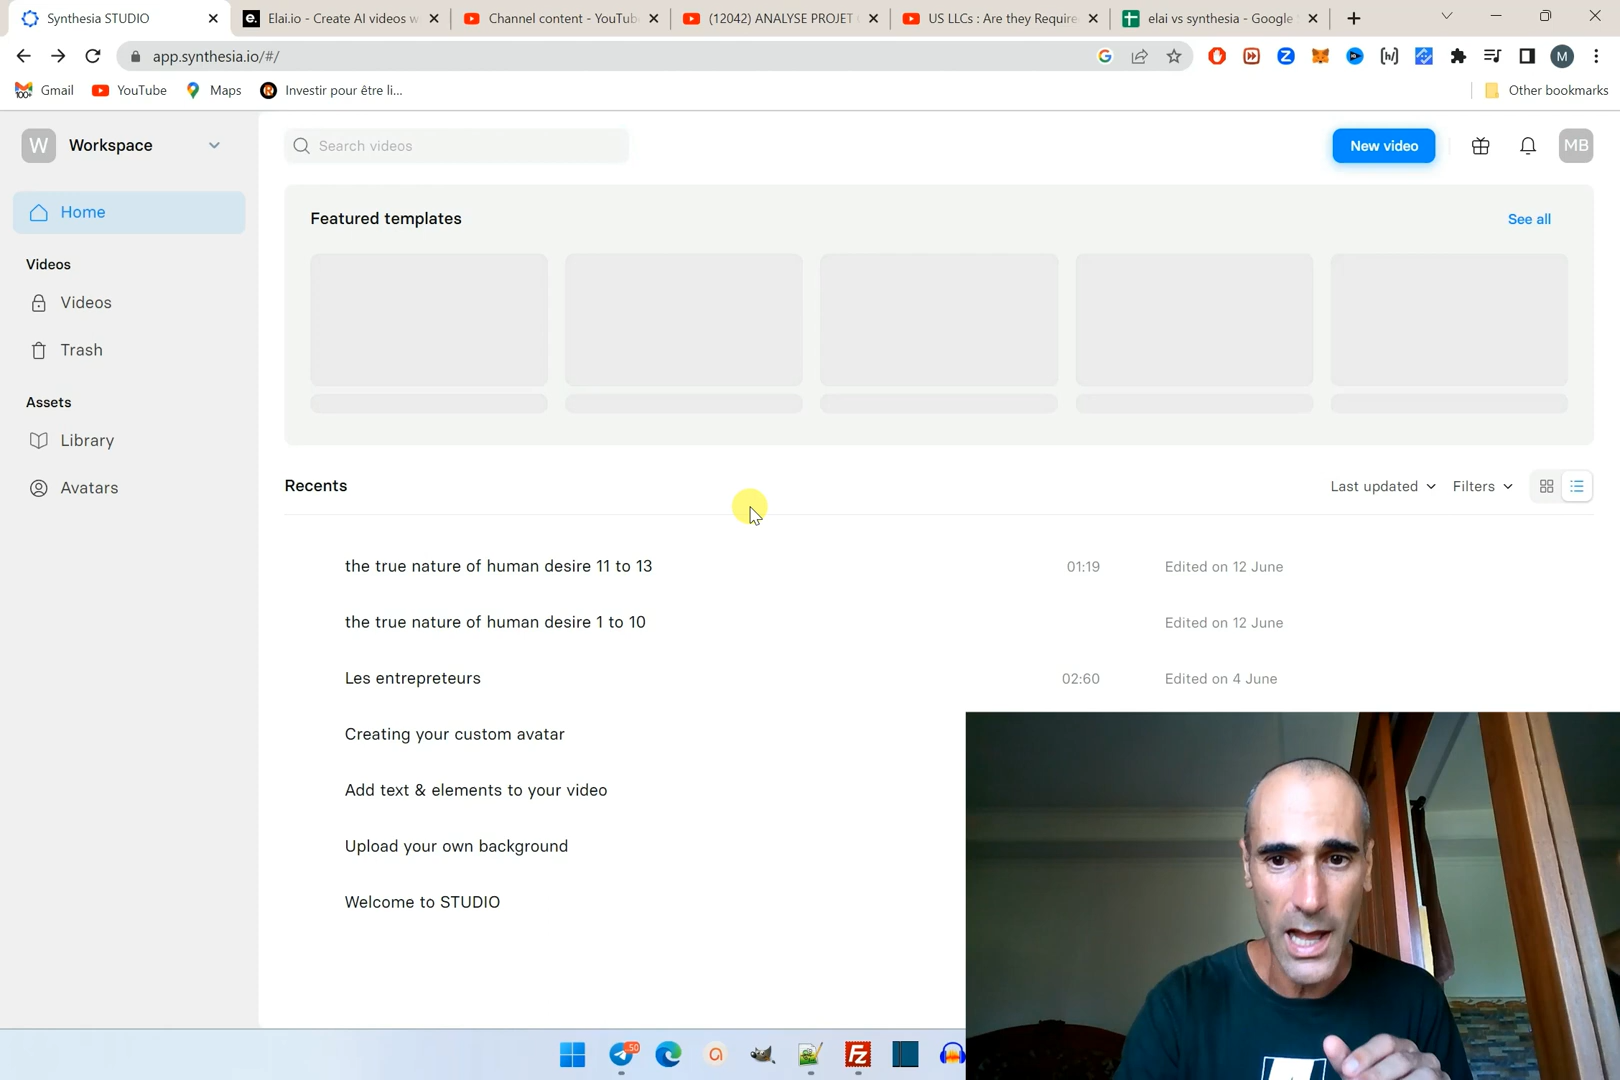 Synthesia STUDIO
e. Elai.io - Create AI videos w
Channel content - YouTub
(12042) ANALYSE PROJET
US LLCs : Are they Require
elai vs synthesia - Google
app.synthesia.io/#/
M
100+ Gmail
YouTube
Maps
Investir pour être li...
Other bookmarks
W Workspace
Search videos
New video
MB
Home
Featured templates
See all
Videos
Videos
Trash
Assets
Library
Avatars
Recents
Last updated
Filters
the true nature of human desire 11 to 13
01:19
Edited on 12 June
the true nature of human desire 1 to 10
Edited on 12 June
Les entrepreteurs
02:60
Edited on 4 June
Creating your custom avatar
Add text & elements to your video
Upload your own background
Welcome to STUDIO
50
a
FZ